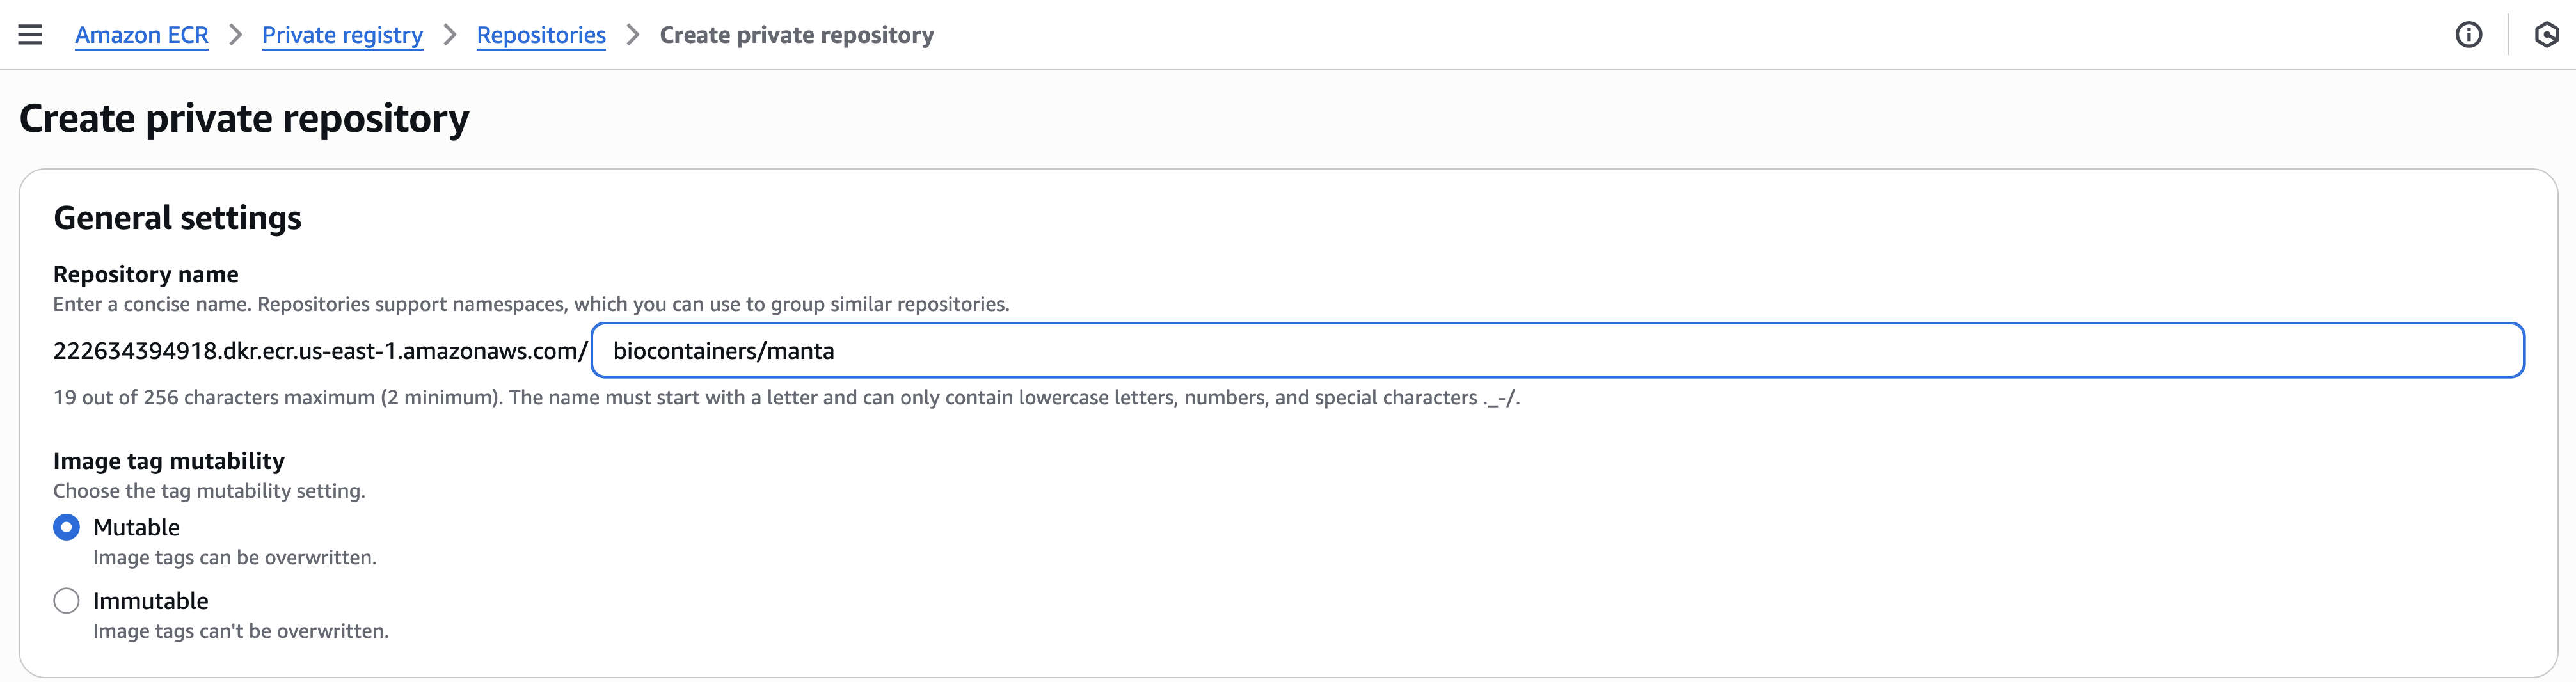 Amazon ECR > Private registry > Repositories > Create private repository
Create private repository
General settings
Repository name
Enter a concise name. Repositories support namespaces, which you can use to group similar repositories.
222634394918.dkr.ecr.us-east-1.amazonaws.com/ biocontainers/manta
19 out of 256 characters maximum (2 minimum). The name must start with a letter and can only contain lowercase letters, numbers, and special characters ._-/.
Image tag mutability
Choose the tag mutability setting.
Mutable
Image tags can be overwritten.
Immutable
Image tags can't be overwritten.